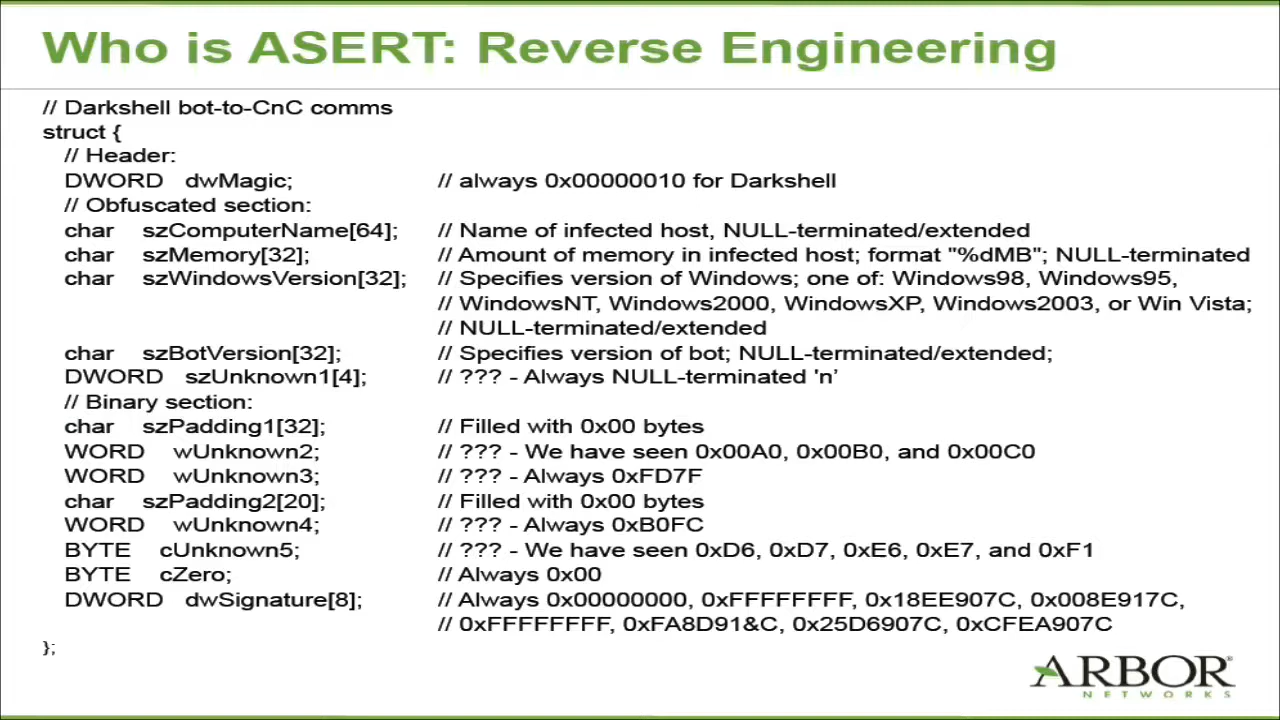 Who is ASERT: Reverse Engineering
// Darkshell bot-to-CnC comms
struct {
// Header:
DWORD dwMagic; // always 0x00000010 for Darkshell
// Obfuscated section:
char szComputerName[64]; // Name of infected host, NULL-terminated/extended
char szMemory[32]; // Amount of memory in infected host; format "%dMB"; NULL-terminated
char szWindowsVersion[32]; // Specifies version of Windows; one of: Windows98, Windows95,
// WindowsNT, Windows2000, WindowsXP, Windows2003, or Win Vista;
// NULL-terminated/extended
char szBotVersion[32]; // Specifies version of bot; NULL-terminated/extended;
DWORD szUnknown1[4]; // ??? - Always NULL-terminated 'n’
// Binary section:
char szPadding1[32]; // Filled with 0x00 bytes
WORD wUnknown2; // ??? - We have seen 0x00A0, 0x00B0, and 0x00C0
WORD wUnknown3; // ??? - Always 0xFD7F
char szPadding2[20]; // Filled with 0x00 bytes
WORD wUnknown4; // ??? - Always 0xB0FC
BYTE cUnknown5; // ??? - We have seen 0xD6, 0xD7, 0xE6, 0xE7, and 0xF1
BYTE cZero; // Always 0x00
DWORD dwSignature[8]; // Always 0x00000000, 0xFFFFFFFF, 0x18EE907C, 0x008E917C,
// 0xFFFFFFFF, 0xFA8D91&C, 0x25D6907C, 0xCFEA907C
};
ARBOR®
NETWORKS